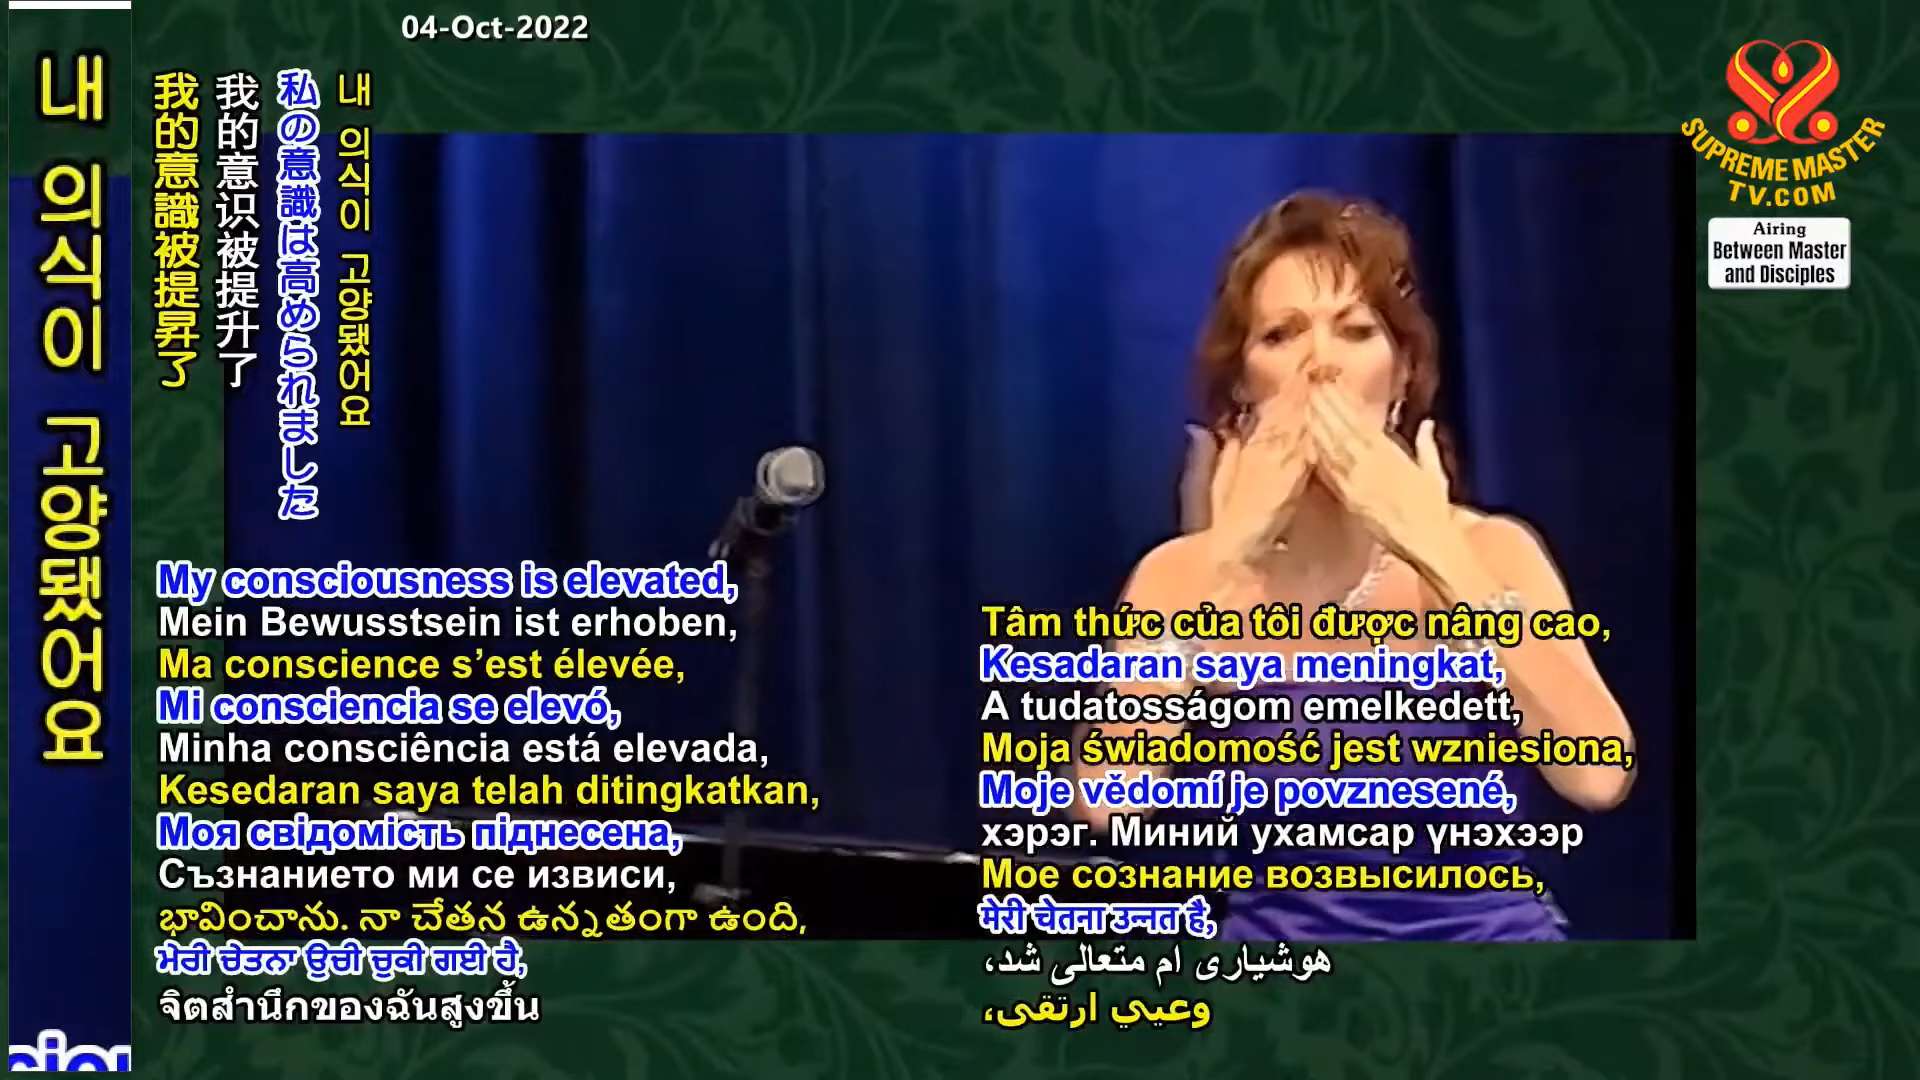 04-Oct-2022
SUPREME MASTER
TV.COM
Airing
Between Master
and Disciples
내 의식이 고양됐어요
我的意識被提昇了
我的意识被提升了
私の意識は高められました
내 의식이 고양됐어요
My consciousness is elevated,
Mein Bewusstsein ist erhoben,
Ma conscience s’est élevée,
Mi consciencia se elevó,
Minha consciência está elevada,
Kesedaran saya telah ditingkatkan,
Моя свідомість піднесена,
Съзнанието ми се извиси,
భావించాను. నా చేతన ఉన్నతంగా ఉంది,
ਮੇਰੀ ਚੇਤਨਾ ਉਚੀ ਚੁਕੀ ਗਈ ਹੈ,
จิตสำนึกของฉันสูงขึ้น
Tâm thức của tôi được nâng cao,
Kesadaran saya meningkat,
A tudatosságom emelkedett,
Moja świadomość jest wzniesiona,
Moje vědomí je povznesené,
хэрэг. Миний ухамсар үнэхээр
Мое сознание возвысилось,
मेरी चेतना उन्नत है,
هوشیاری ام متعالی شد،
وعيي ارتقى،